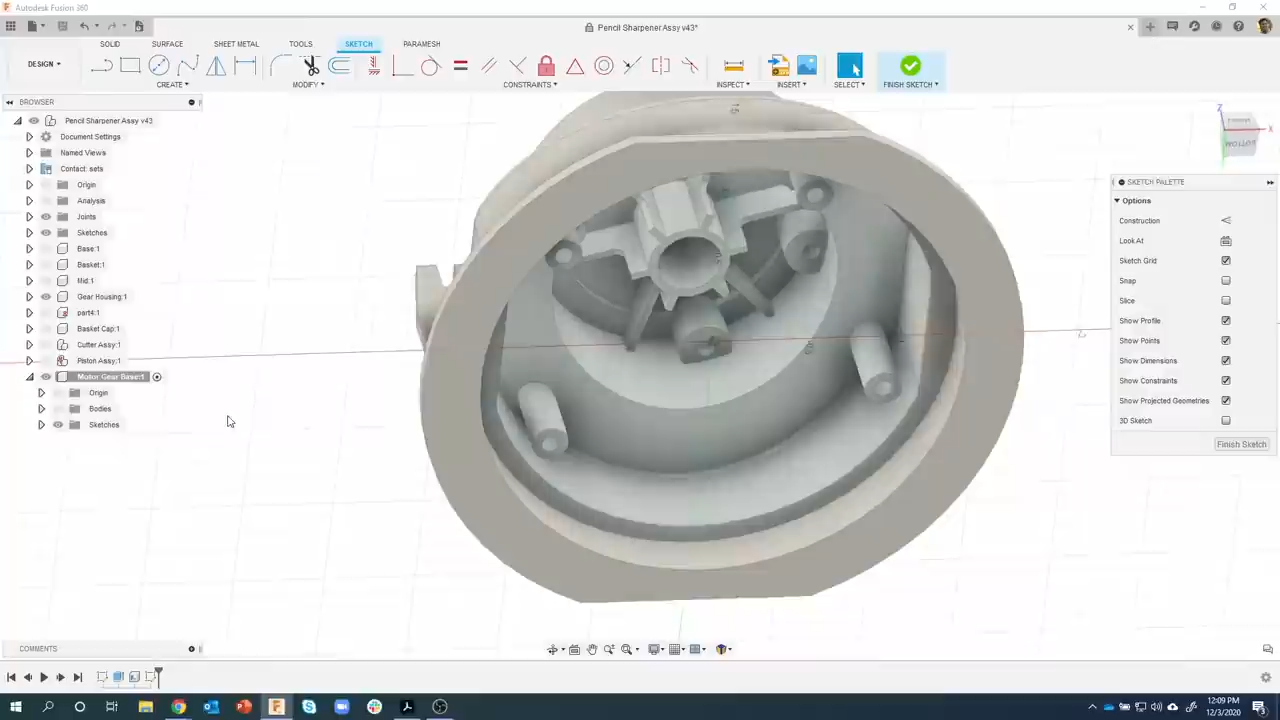 Autodesk Fusion 360
Pencil Sharpener Assy v43*
SOLID SURFACE SHEET METAL TOOLS SKETCH PARAMESH
DESIGN
CREATE MODIFY CONSTRAINTS INSPECT INSERT SELECT FINISH SKETCH
BROWSER
Pencil Sharpener Assy v43
Document Settings
Named Views
Contact: sets
Origin
Analysis
Joints
Sketches
Base:1
Basket:1
Mid:1
Gear Housing:1
part4:1
Basket Cap:1
Cutter Assy:1
Piston Assy:1
Motor Gear Base:1
Origin
Bodies
Sketches
Z
X
BOTTOM
SKETCH PALETTE
Options
Construction
Look At
Sketch Grid
Snap
Slice
Show Profile
Show Points
Show Dimensions
Show Constraints
Show Projected Geometries
3D Sketch
Finish Sketch
COMMENTS
12:09 PM
12/3/2020